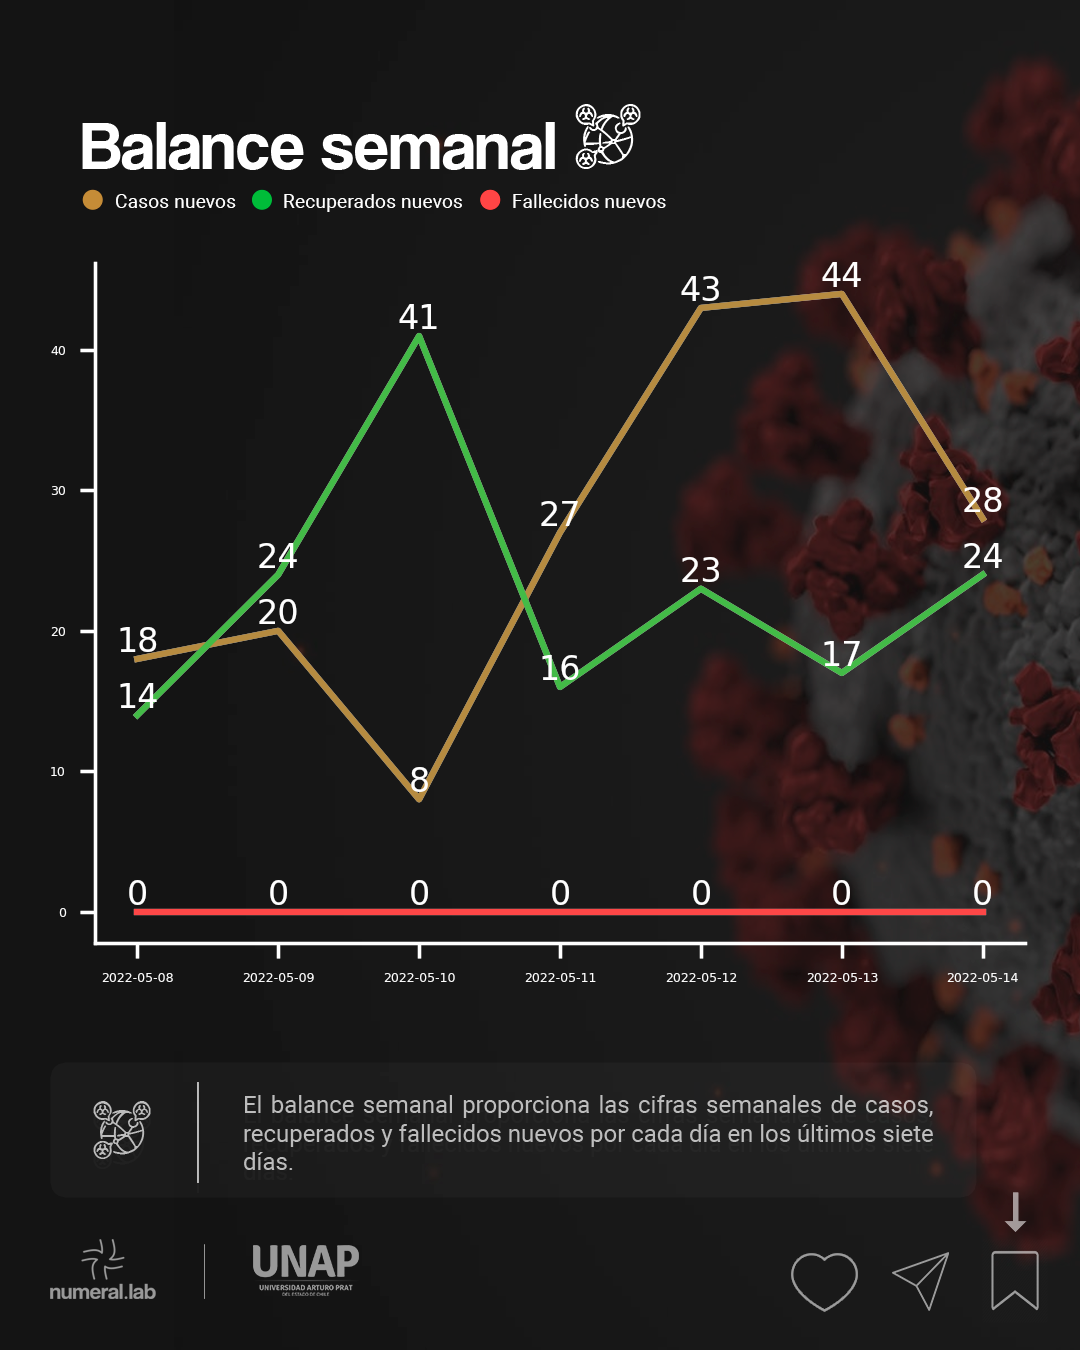 Balance semanal
Casos nuevos Recuperados nuevos Fallecidos nuevos
44
43
41
40
30
27
28
24
24
23
20
20
18
17
16
14
10
8
0 0 0 0 0 0 0
0
2022-05-08 2022-05-09 2022-05-10 2022-05-11 2022-05-12 2022-05-13 2022-05-14
El balance semanal proporciona las cifras semanales de casos,
recuperados y fallecidos nuevos por cada día en los últimos siete
días.
numeral.lab
UNAP
UNIVERSIDAD ARTURO PRAT
DEL ESTADO DE CHILE